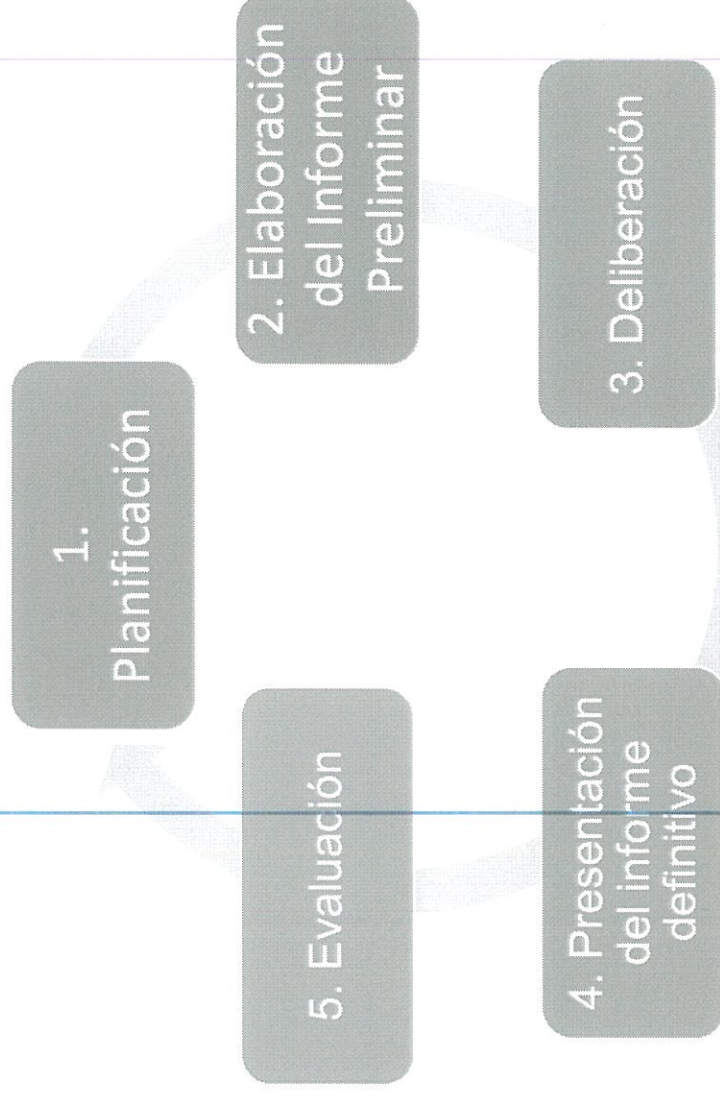 1.
Planificación
2. Elaboración
del Informe
Preliminar
3. Deliberación
4. Presentación
del informe
definitivo
5. Evaluación